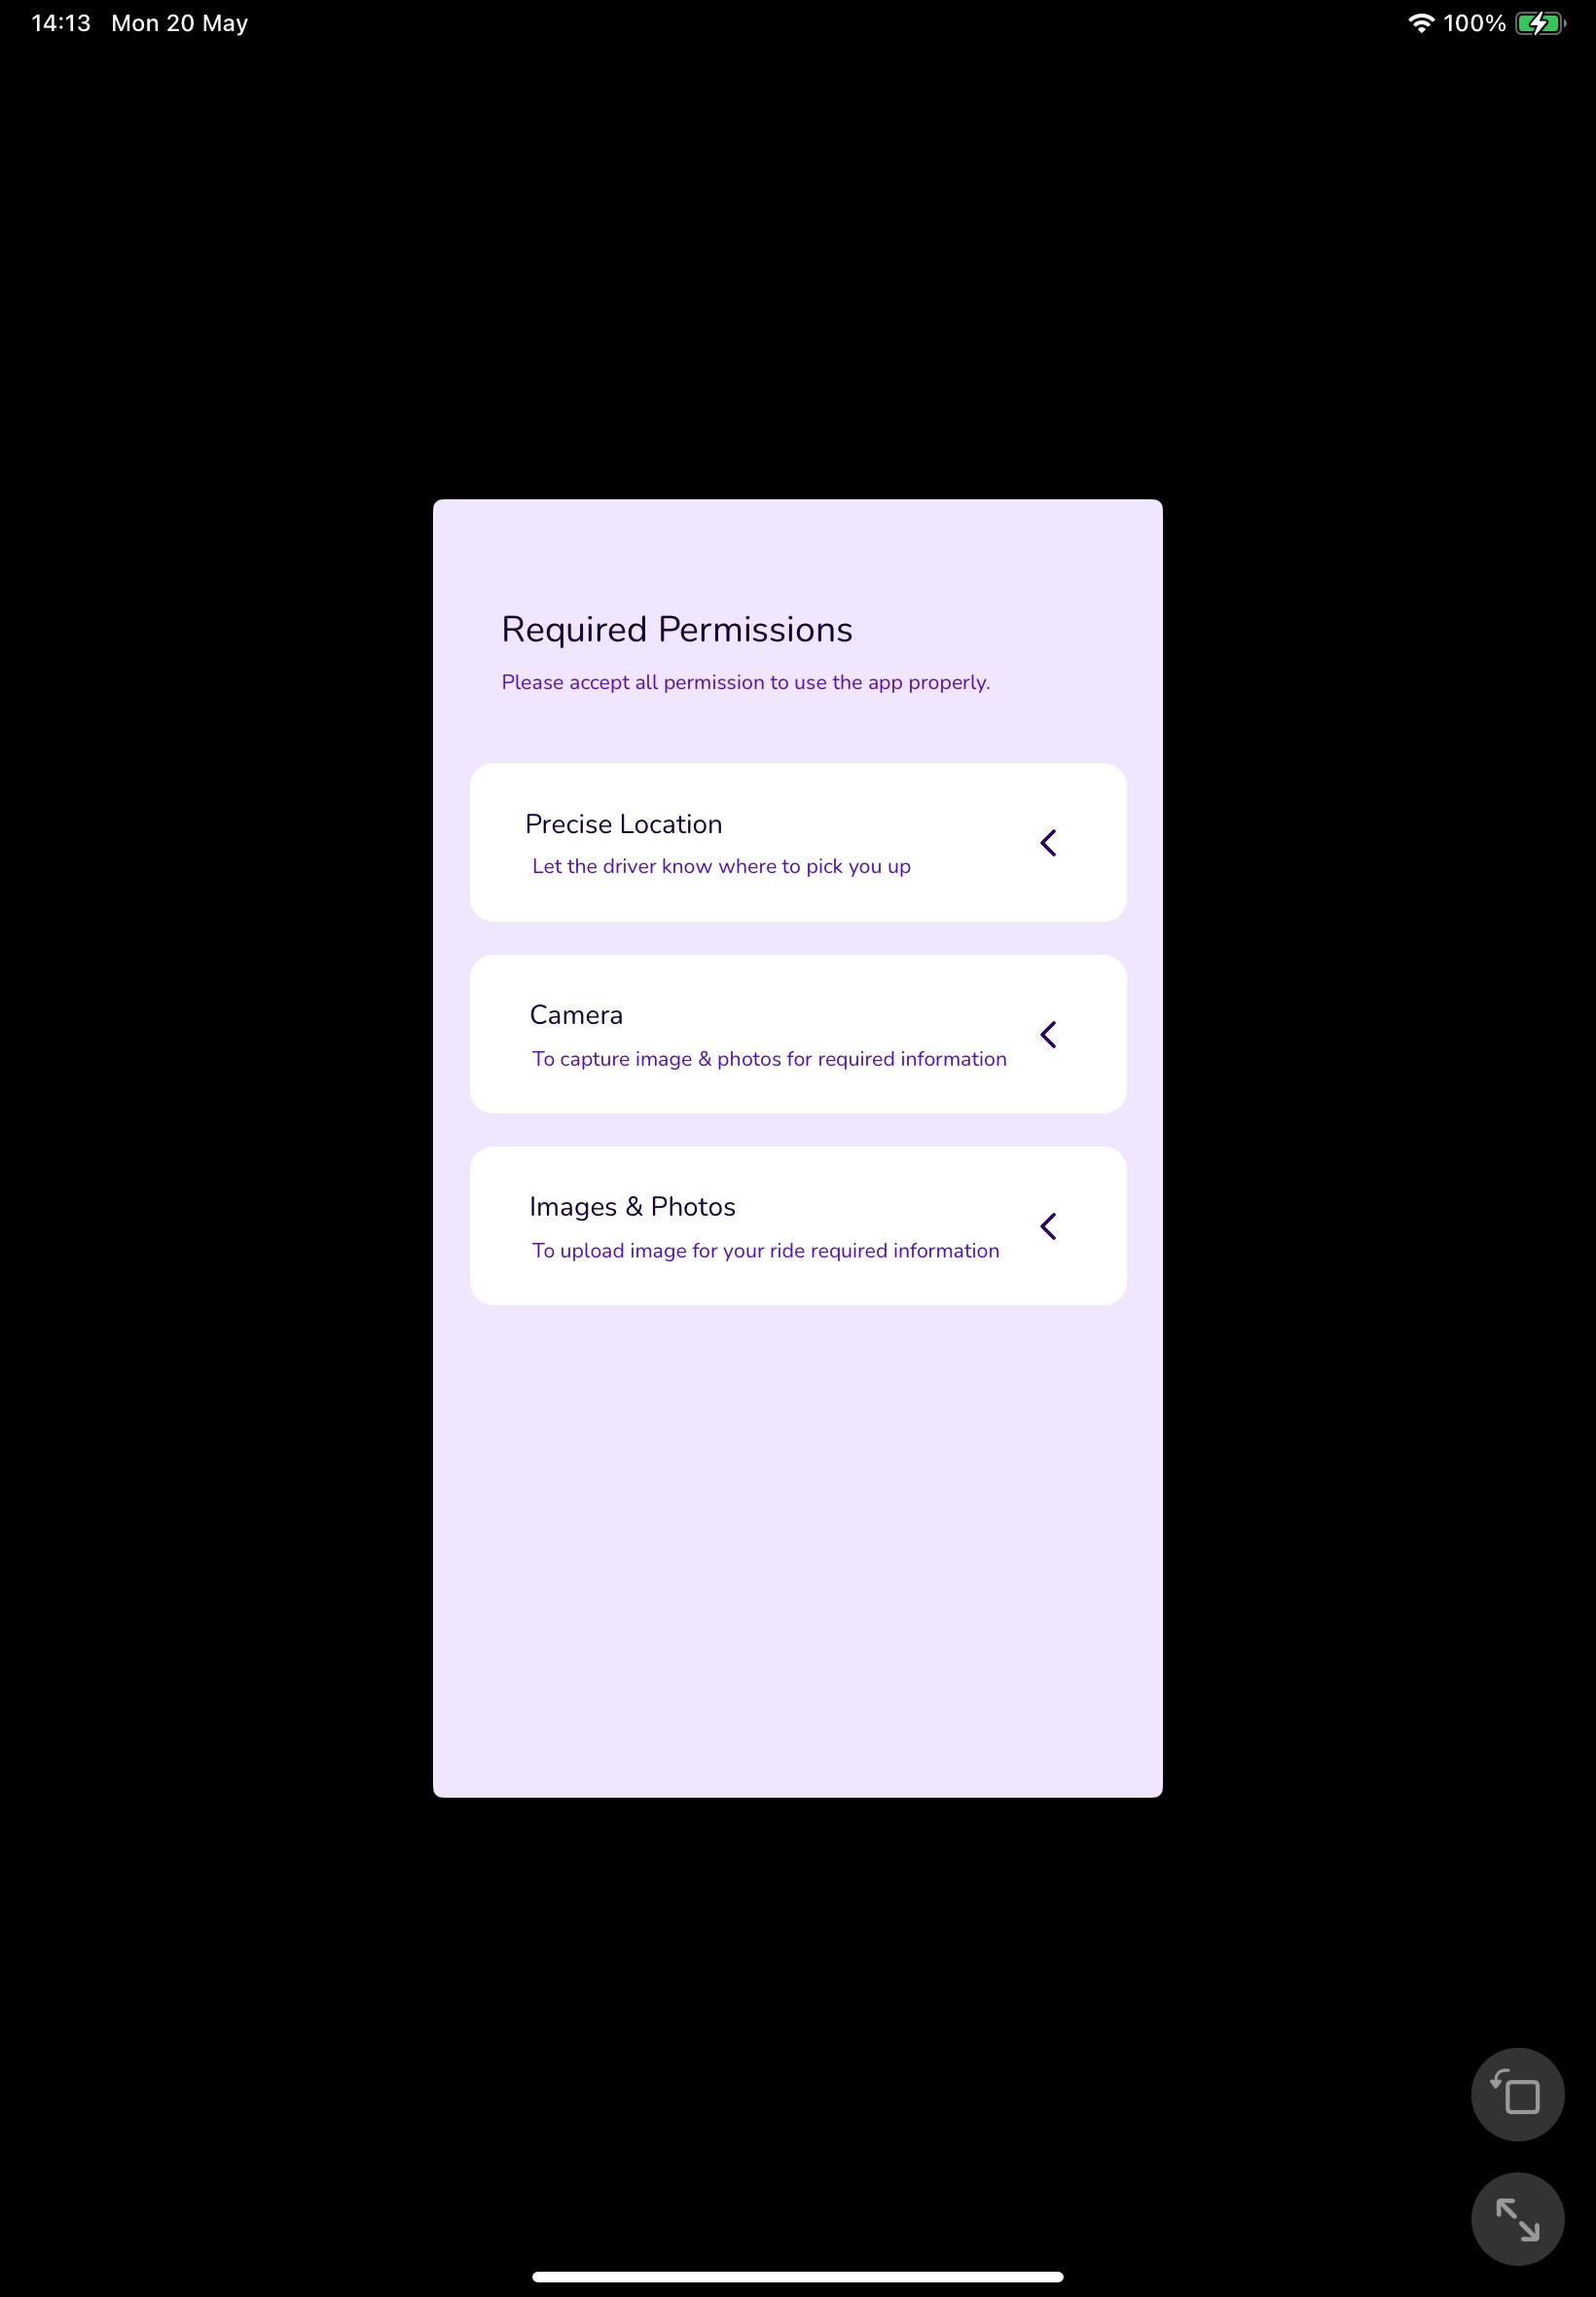 14:13 Mon 20 May 100%
Required Permissions
Please accept all permission to use the app properly.
Precise Location
Let the driver know where to pick you up
Camera
To capture image & photos for required information
Images & Photos
To upload image for your ride required information